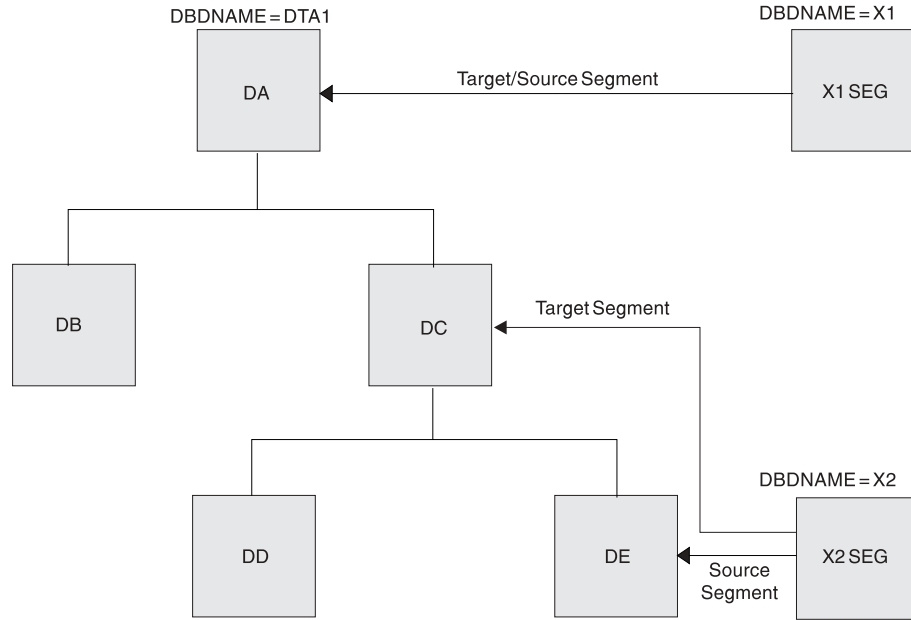 DBDNAME=DTA1
DBDNAME=X1
DA
Target/Source Segment
X1 SEG
DB
DC
Target Segment
DBDNAME=X2
DD
DE
X2 SEG
Source
Segment